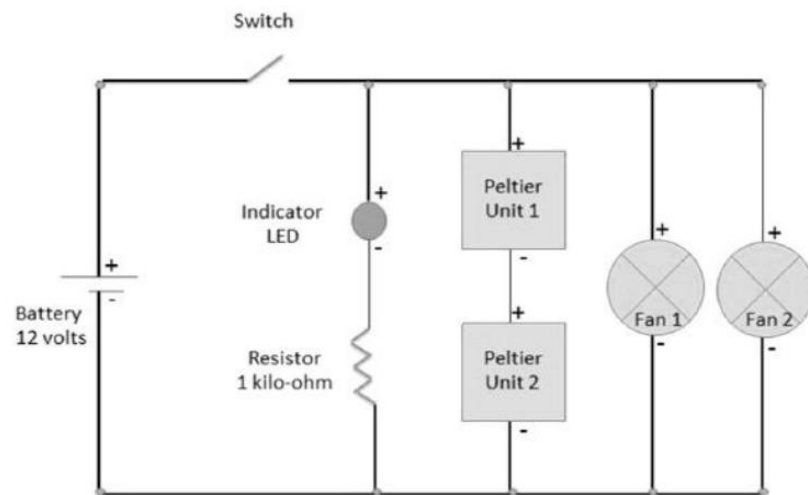 Switch
+
Indicator
LED
-
+
Peltier
Unit 1
-
+
-
Battery
12 volts
Resistor
1 kilo-ohm
+
Peltier
Unit 2
-
+
Fan 1
-
+
Fan 2
-